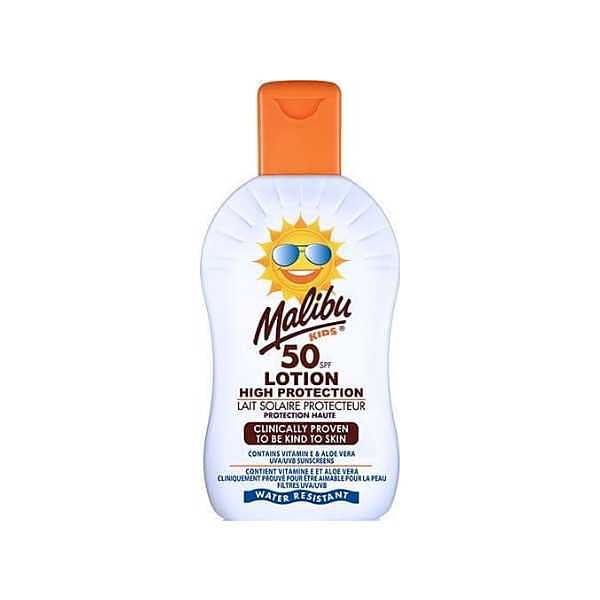 Malibu
KIDS®
50 SPF
LOTION
HIGH PROTECTION
LAIT SOLAIRE PROTECTEUR
PROTECTION HAUTE
CLINICALLY PROVEN
TO BE KIND TO SKIN
CONTAINS VITAMIN E & ALOE VERA
UVA/UVB SUNSCREENS
CONTIENT VITAMINE E ET ALOE VERA
CLINIQUEMENT PROUVÉ POUR ÊTRE AIMABLE POUR LA PEAU
FILTRES UVA/UVB
WATER RESISTANT